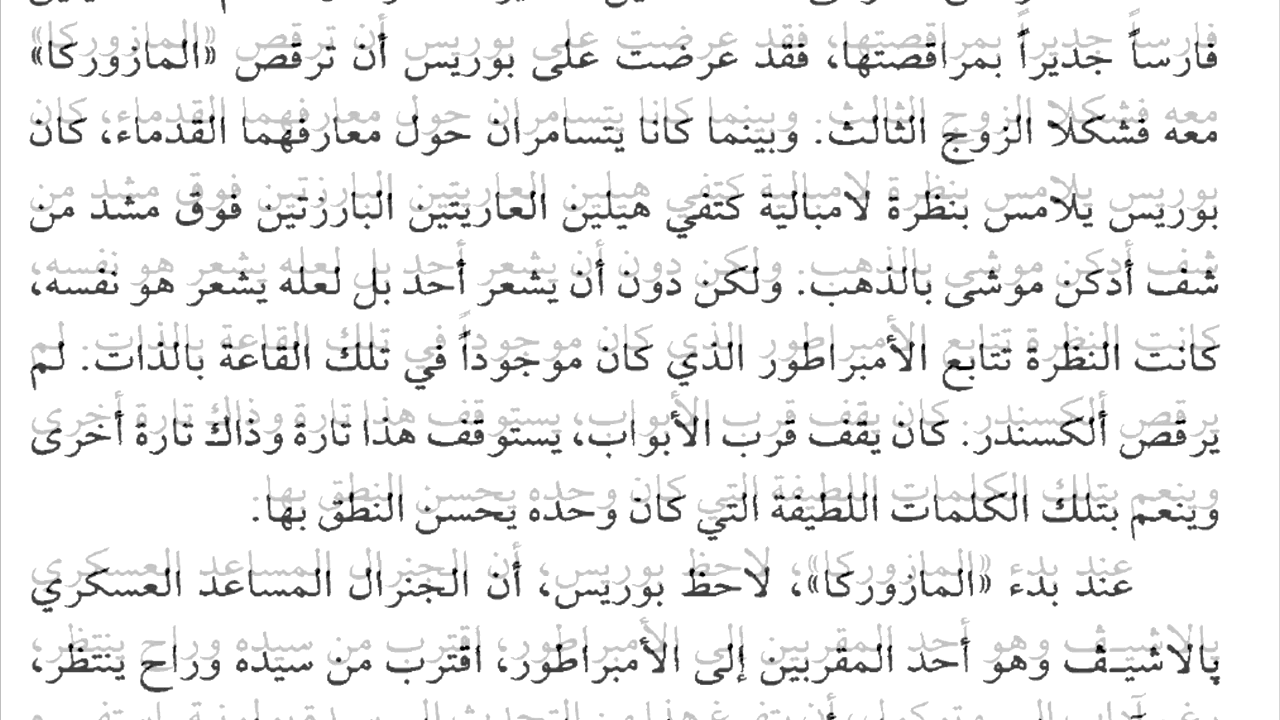 فارساً جديراً بمراقصتها، فقد عرضت على بوريس أن ترقص «المازوركا»
معه فشكلا الزوج الثالث. وبينما كانا يتسامران حول معارفهما القدماء، كان
بوريس يلامس بنظرة لامبالية كتفي هيلين العاريتين البارزتين فوق مشد من
شف أدكن موشى بالذهب. ولكن دون أن يشعر أحد بل لعله يشعر هو نفسه،
كانت النظرة تتابع الأمبراطور الذي كان موجوداً في تلك القاعة بالذات. لم
يرقص ألكسندر. كان يقف قرب الأبواب، يستوقف هذا تارة وذاك تارة أخرى
وينعم بتلك الكلمات اللطيفة التي كان وحده يحسن النطق بها.
عند بدء «المازوركا»، لاحظ بوريس، أن الجنرال المساعد العسكري
پالاشيـڤ وهو أحد المقربين إلى الأمبراطور، اقترب من سيده وراح ينتظر،